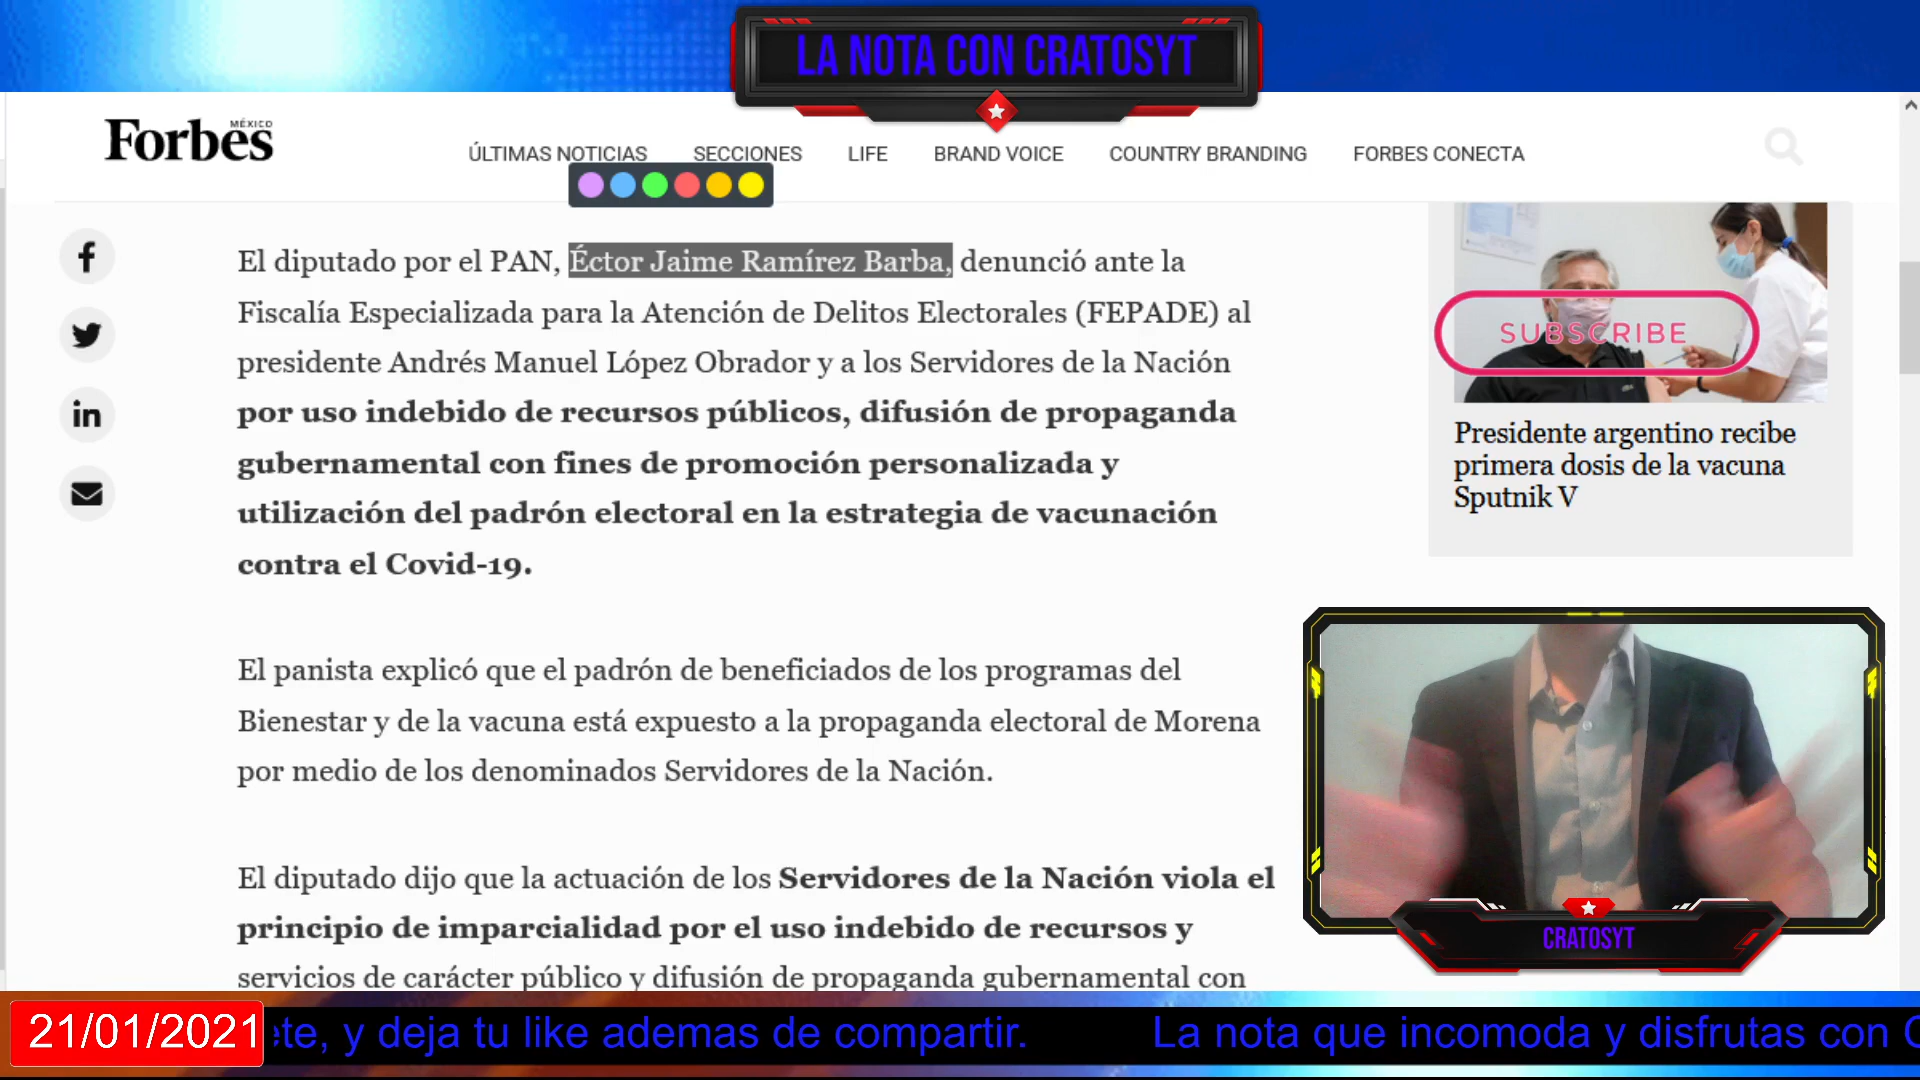 LA NOTA CON CRATOSYT
Forbes
MÉXICO
ÚLTIMAS NOTICIAS SECCIONES LIFE BRAND VOICE COUNTRY BRANDING FORBES CONECTA
El diputado por el PAN, Éctor Jaime Ramírez Barba, denunció ante la
Fiscalía Especializada para la Atención de Delitos Electorales (FEPADE) al
presidente Andrés Manuel López Obrador y a los Servidores de la Nación
por uso indebido de recursos públicos, difusión de propaganda
gubernamental con fines de promoción personalizada y
utilización del padrón electoral en la estrategia de vacunación
contra el Covid-19.
El panista explicó que el padrón de beneficiados de los programas del
Bienestar y de la vacuna está expuesto a la propaganda electoral de Morena
por medio de los denominados Servidores de la Nación.
El diputado dijo que la actuación de los Servidores de la Nación viola el
principio de imparcialidad por el uso indebido de recursos y
servicios de carácter público y difusión de propaganda gubernamental con
SUBSCRIBE
Presidente argentino recibe
primera dosis de la vacuna
Sputnik V
CRATOSYT
21/01/2021
ete, y deja tu like ademas de compartir. La nota que incomoda y disfrutas con C